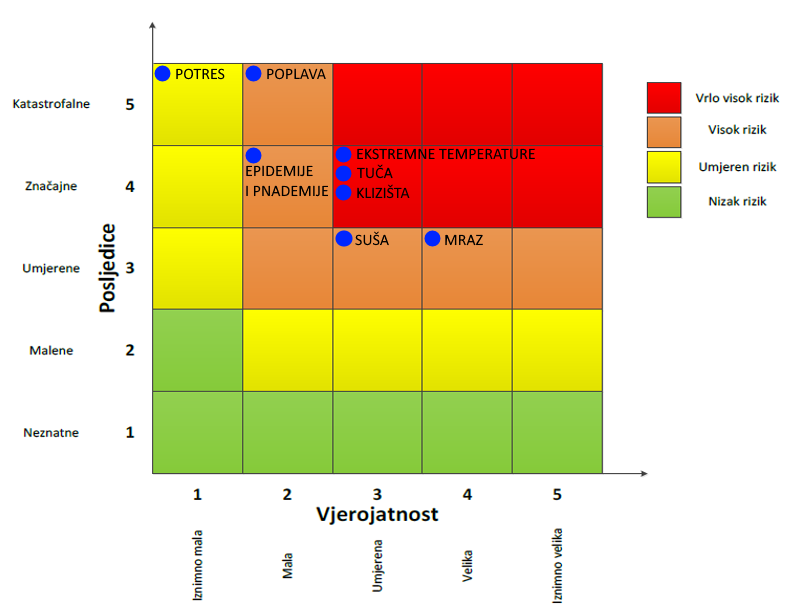 POTRES
POPLAVA
Katastrofalne 5
EKSTREMNE TEMPERATURE
EPIDEMIJE
I PNADEMIJE
TUČA
KLIZIŠTA
Značajne 4
SUŠA
MRAZ
Umjerene 3
Posljedice
Malene 2
Neznatne 1
1 2 3 4 5
Vjerojatnost
Iznimno mala
Mala
Umjerena
Velika
Iznimno velika
Vrlo visok rizik
Visok rizik
Umjeren rizik
Nizak rizik